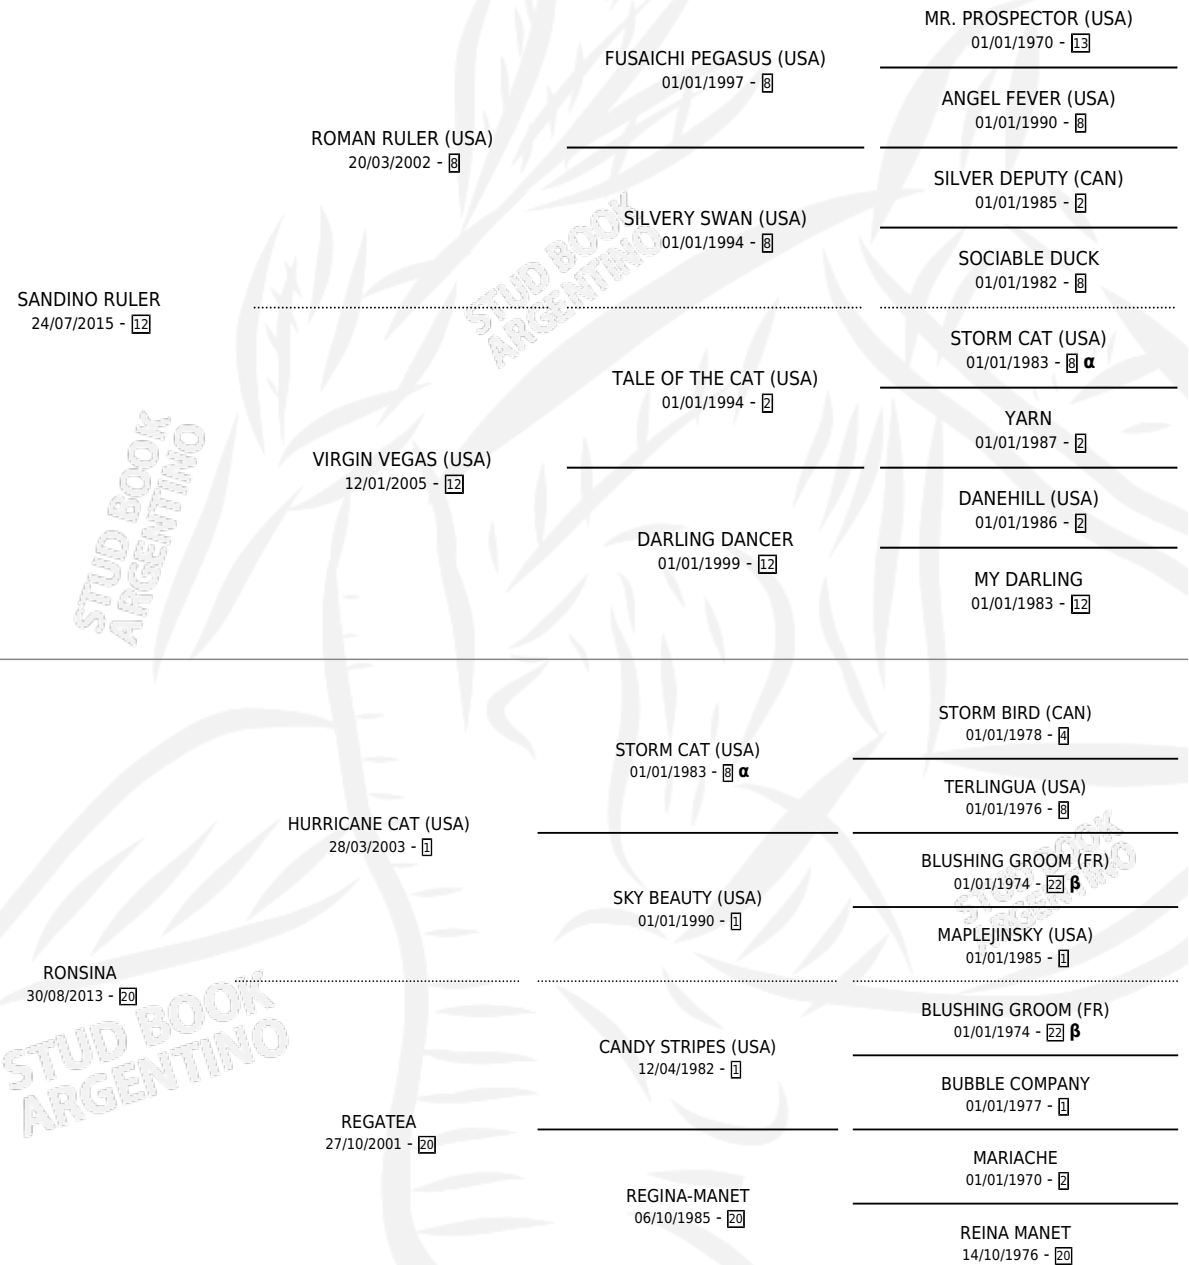 MR. PROSPECTOR (USA)
01/01/1970 - 13
FUSAICHI PEGASUS (USA)
01/01/1997 - 8
ANGEL FEVER (USA)
01/01/1990 - 8
ROMAN RULER (USA)
20/03/2002 - 8
SILVER DEPUTY (CAN)
01/01/1985 - 2
SILVERY SWAN (USA)
01/01/1994 - 8
SOCIABLE DUCK
01/01/1982 - 8
SANDINO RULER
24/07/2015 - 12
STORM CAT (USA)
01/01/1983 - 8 α
TALE OF THE CAT (USA)
01/01/1994 - 2
YARN
01/01/1987 - 2
VIRGIN VEGAS (USA)
12/01/2005 - 12
DANEHILL (USA)
01/01/1986 - 2
DARLING DANCER
01/01/1999 - 12
MY DARLING
01/01/1983 - 12
STUD BOOK
ARGENTINO
STUD BOOK
ARGENTINO
STORM BIRD (CAN)
01/01/1978 - 4
STORM CAT (USA)
01/01/1983 - 8 α
TERLINGUA (USA)
01/01/1976 - 8
HURRICANE CAT (USA)
28/03/2003 - 1
BLUSHING GROOM (FR)
01/01/1974 - 22 β
SKY BEAUTY (USA)
01/01/1990 - 1
MAPLEJINSKY (USA)
01/01/1985 - 1
RONSINA
30/08/2013 - 20
BLUSHING GROOM (FR)
01/01/1974 - 22 β
CANDY STRIPES (USA)
12/04/1982 - 1
BUBBLE COMPANY
01/01/1977 - 1
REGATEA
27/10/2001 - 20
MARIACHE
01/01/1970 - 2
REGINA-MANET
06/10/1985 - 20
REINA MANET
14/10/1976 - 20
STUD BOOK
ARGENTINO
STUD BOOK
ARGENTINO